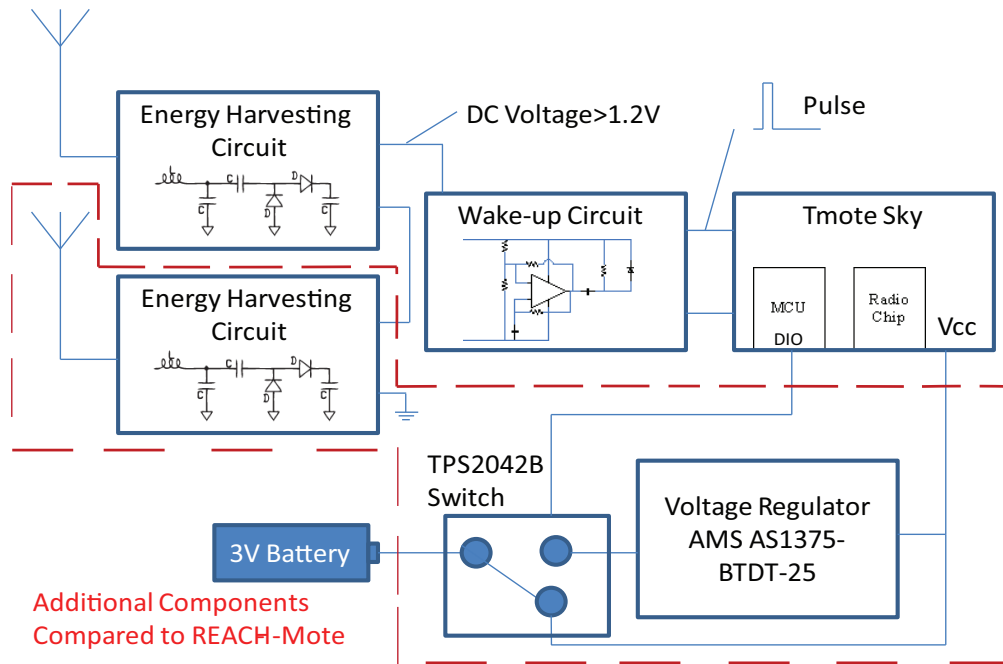 Energy Harvesting
Circuit
C
D
D
C
C
DC Voltage>1.2V
Pulse
Wake-up Circuit
Tmote Sky
MCU
DIO
Radio
Chip
Vcc
Energy Harvesting
Circuit
C
D
D
C
C
TPS2042B
Switch
3V Battery
Voltage Regulator
AMS AS1375-
BTDT-25
Additional Components
Compared to REACH-Mote